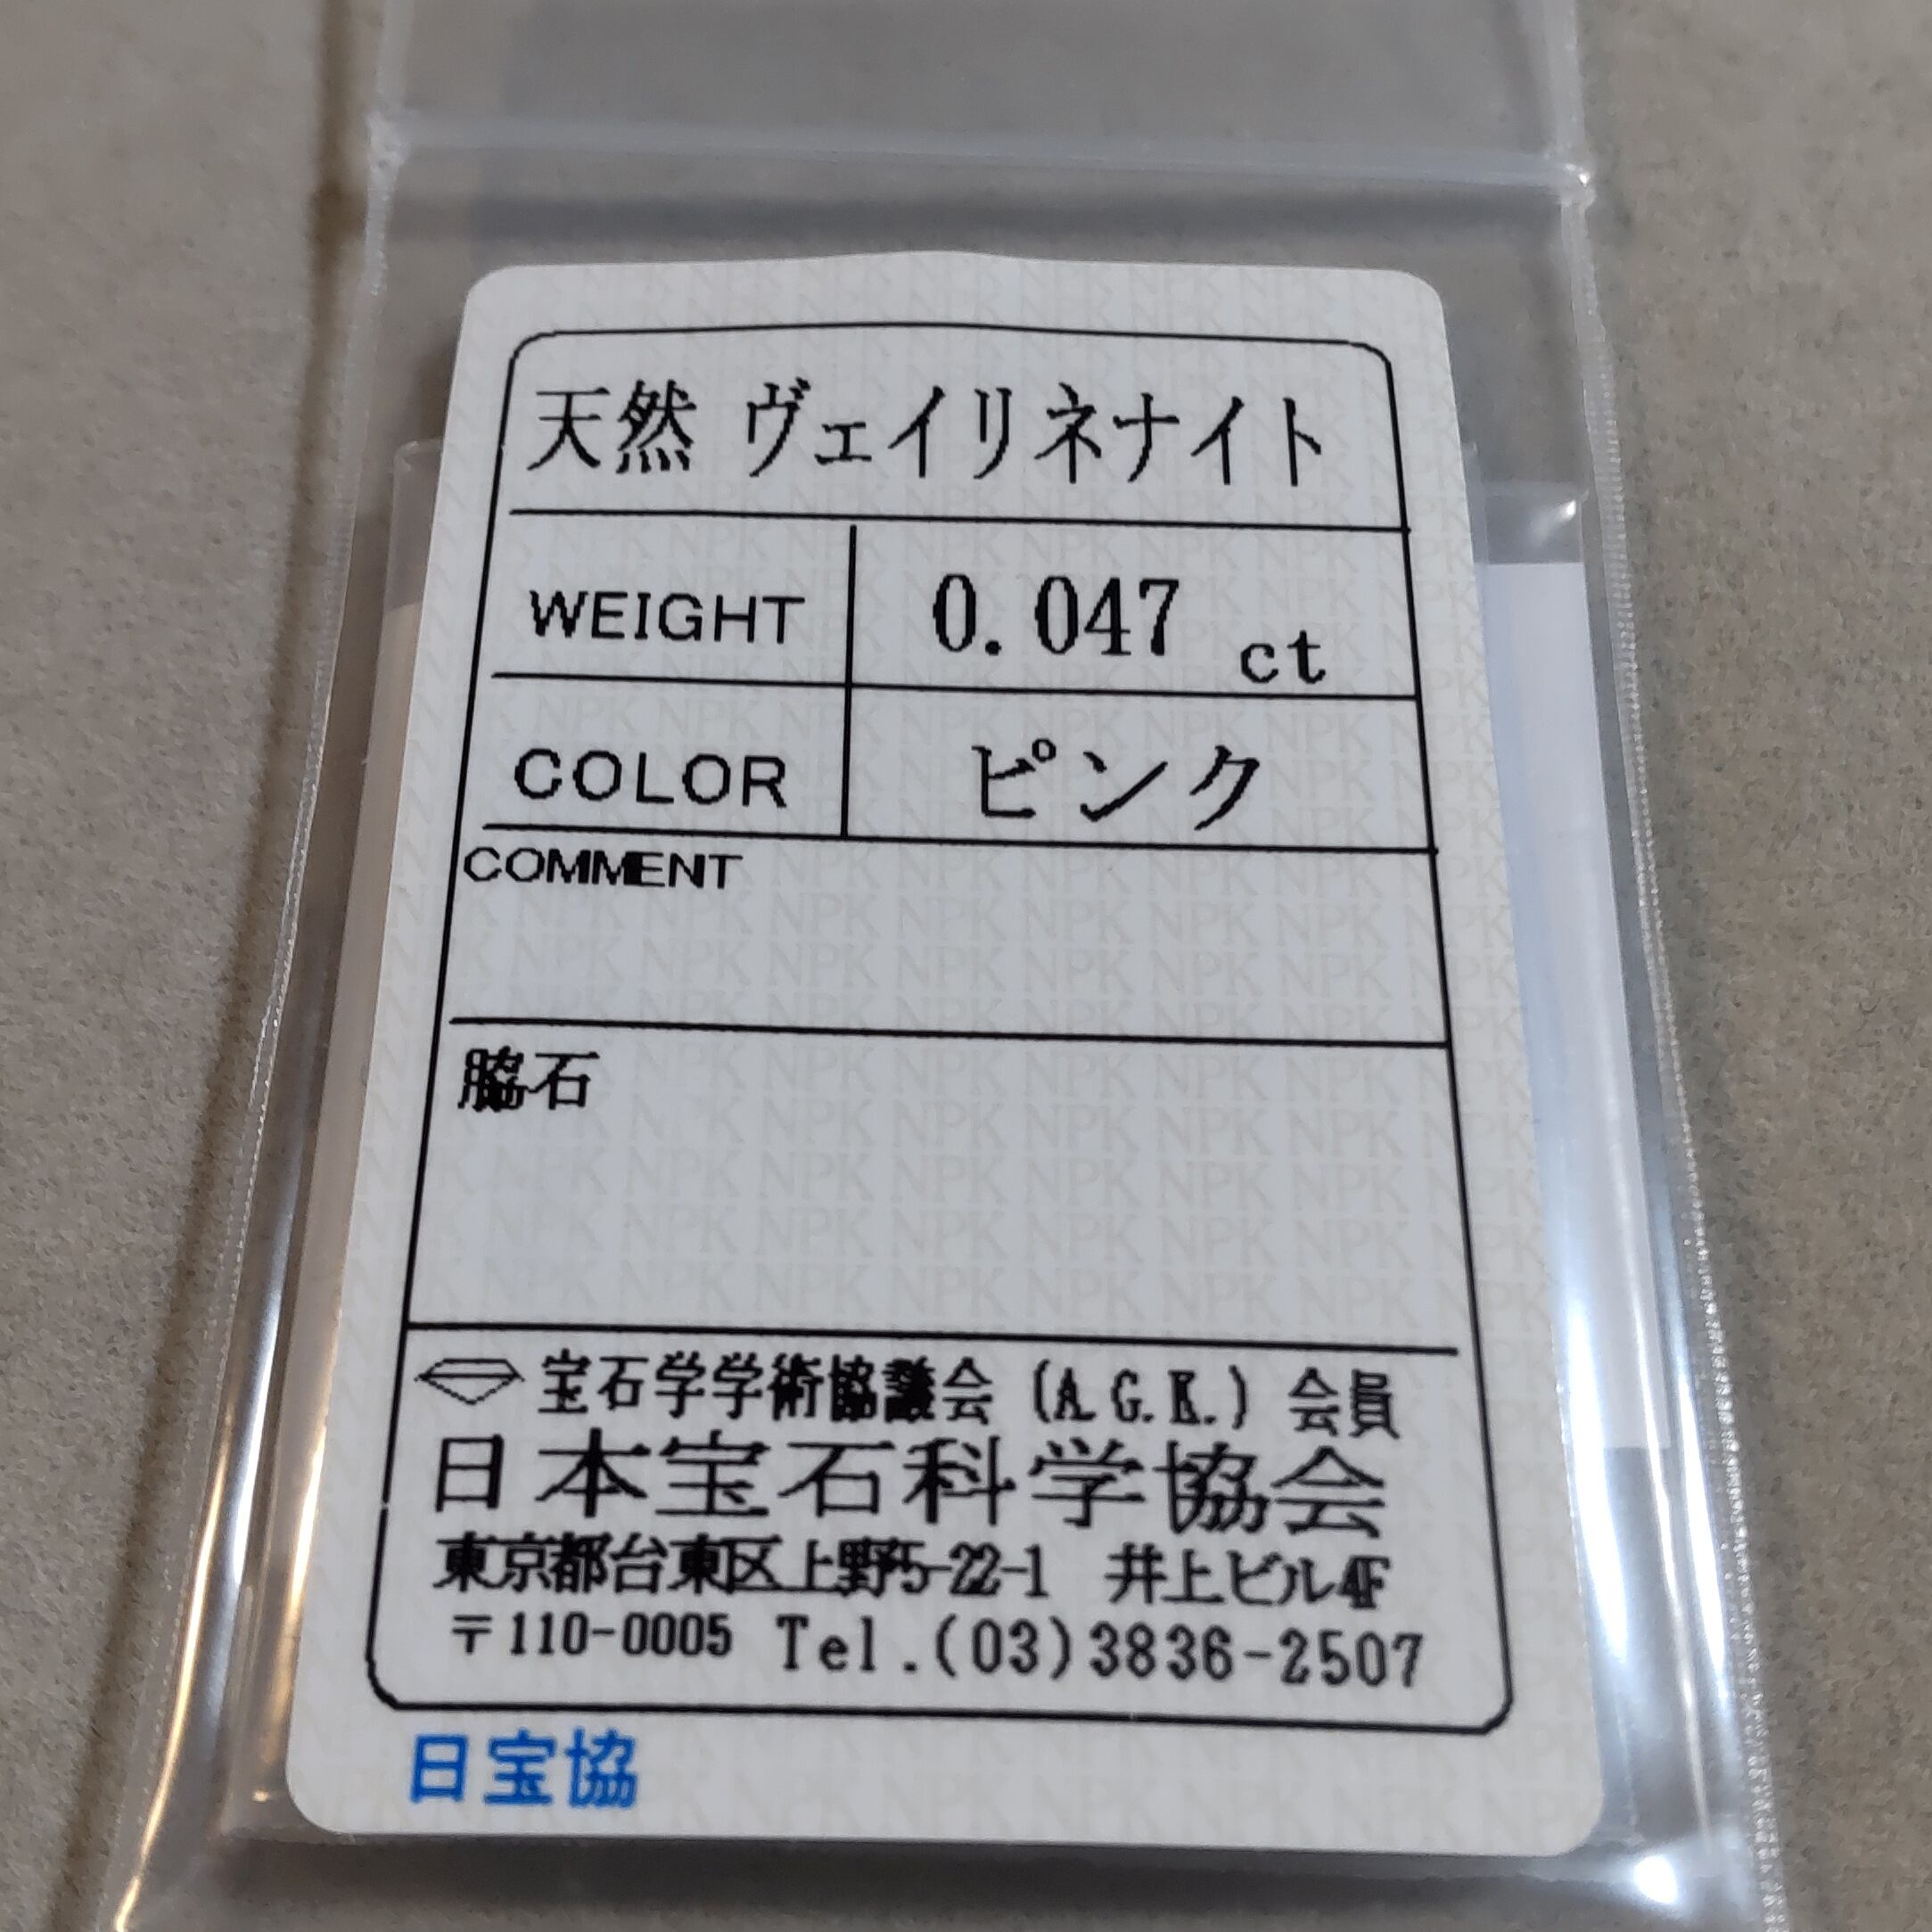 天然 ヴェイリネナイト
WEIGHT 0.047 ct
COLOR ピンク
COMMENT
脇石
宝石学学術協議会 (A.G.K.) 会員
日本宝石科学協会
東京都台東区上野5-22-1 井上ビル4F
〒110-0005 Tel.(03)3836-2507
日宝協